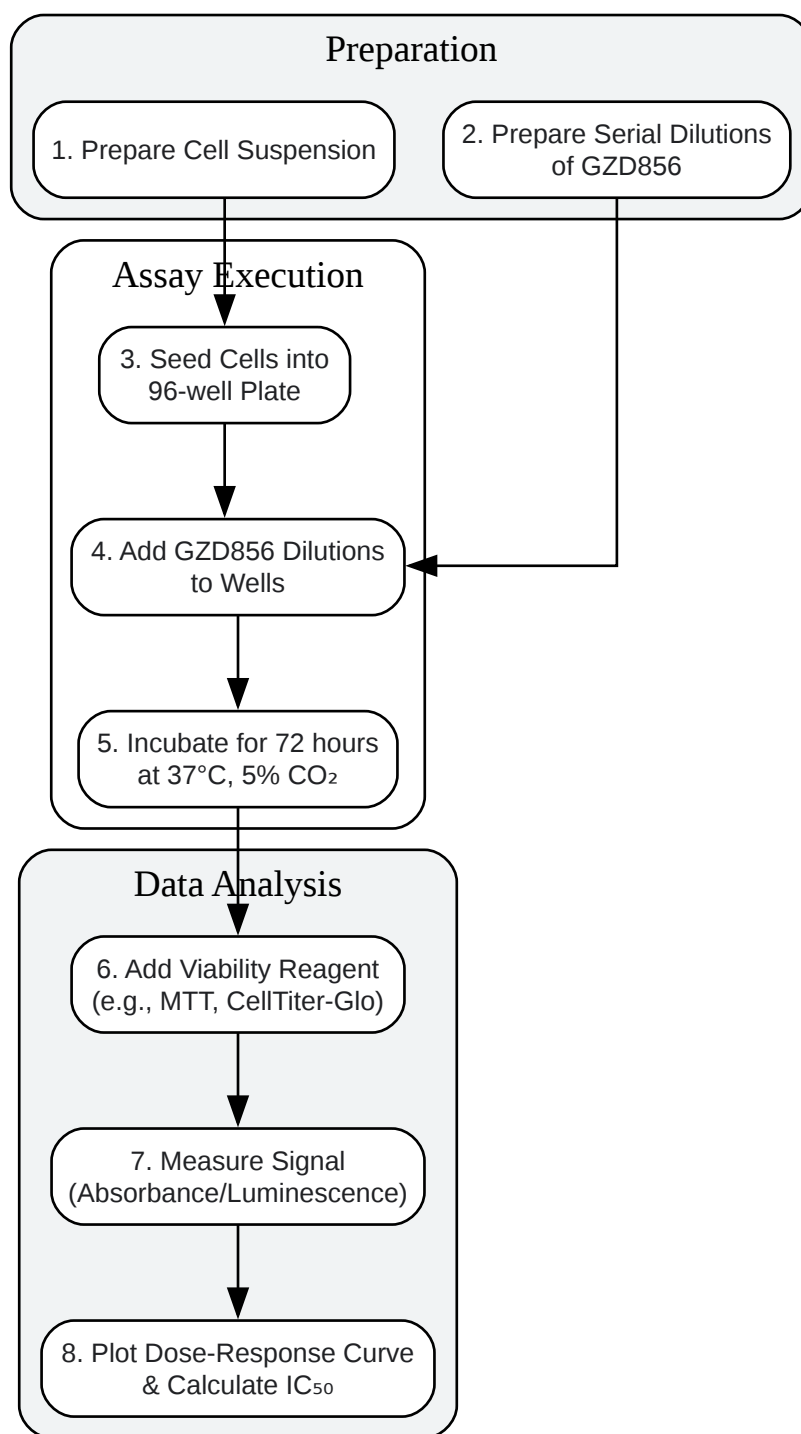 Preparation
1. Prepare Cell Suspension
2. Prepare Serial Dilutions
of GZD856
Assay Execution
3. Seed Cells into
96-well Plate
4. Add GZD856 Dilutions
to Wells
5. Incubate for 72 hours
at 37°C, 5% CO₂
Data Analysis
6. Add Viability Reagent
(e.g., MTT, CellTiter-Glo)
7. Measure Signal
(Absorbance/Luminescence)
8. Plot Dose-Response Curve
& Calculate IC₅₀